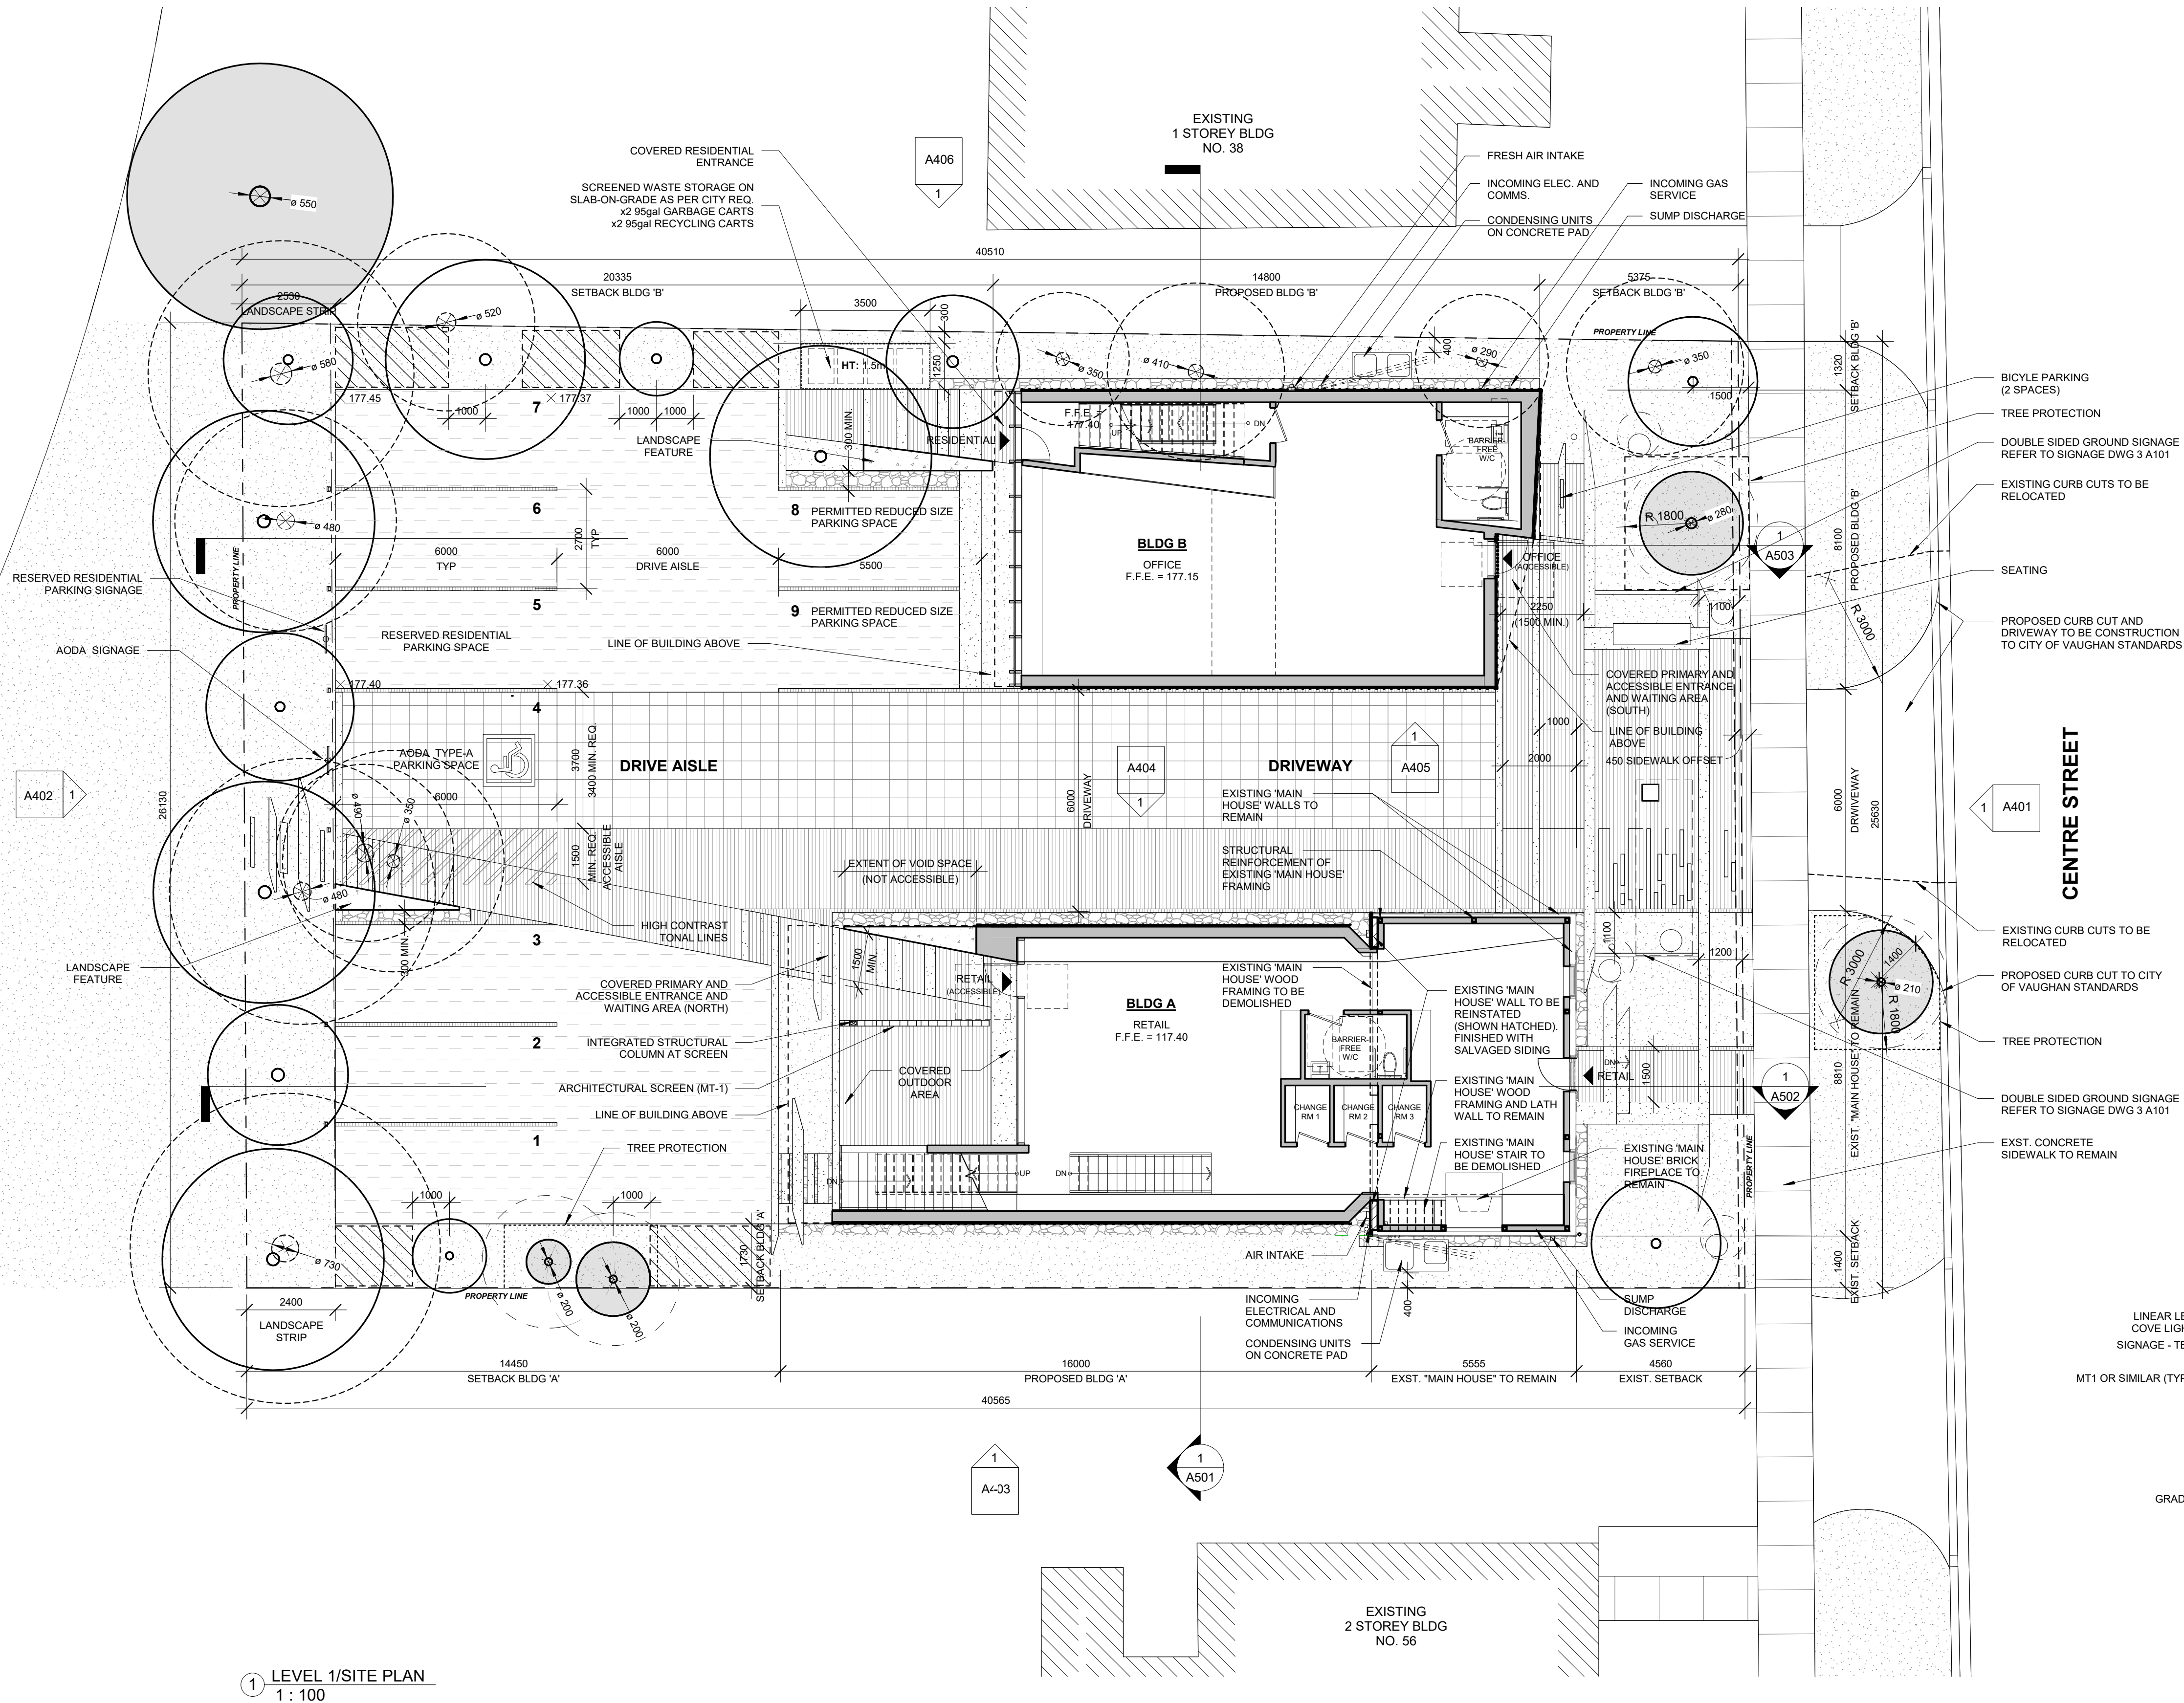 EXISTING
1 STOREY BLDG
NO. 38
COVERED RESIDENTIAL
ENTRANCE
SCREENED WASTE STORAGE ON
SLAB-ON-GRADE AS PER CITY REQ.
x2 95gal GARBAGE CARTS
x2 95gal RECYCLING CARTS
A406
1
FRESH AIR INTAKE
INCOMING ELEC. AND
COMMS.
CONDENSING UNITS
ON CONCRETE PAD
INCOMING GAS
SERVICE
SUMP DISCHARGE
ø 550
40510
20335
SETBACK BLDG 'B'
14800
PROPOSED BLDG 'B'
5375
SETBACK BLDG 'B'
2530
LANDSCAPE STRIP
3500
300
ø 520
ø 580
1250
HT: 1.5m
ø 350
ø 410
400
ø 290
PROPERTY LINE
ø 350
1500
1320
SETBACK BLDG 'B'
177.45
1000
7
177.37
1000
1000
300 MIN.
LANDSCAPE
FEATURE
RESIDENTIAL
F.F.E. =
177.40
UP
DN
BARRIER-
FREE
W/C
BICYLE PARKING
(2 SPACES)
TREE PROTECTION
DOUBLE SIDED GROUND SIGNAGE
REFER TO SIGNAGE DWG 3 A101
EXISTING CURB CUTS TO BE
RELOCATED
SEATING
PROPOSED CURB CUT AND
DRIVEWAY TO BE CONSTRUCTION
TO CITY OF VAUGHAN STANDARDS
ø 480
6
2700
TYP
8
PERMITTED REDUCED SIZE
PARKING SPACE
6000
TYP
6000
DRIVE AISLE
5500
BLDG B
OFFICE
F.F.E. = 177.15
OFFICE
(ACCESSIBLE)
R 1800
ø 280
1
A503
8100
PROPOSED BLDG 'B'
R 3000
PROPERTY LINE
RESERVED RESIDENTIAL
PARKING SIGNAGE
5
9
PERMITTED REDUCED SIZE
PARKING SPACE
RESERVED RESIDENTIAL
PARKING SPACE
LINE OF BUILDING ABOVE
2250
(1500 MIN.)
1100
AODA SIGNAGE
177.40
177.36
4
COVERED PRIMARY AND
ACCESSIBLE ENTRANCE
AND WAITING AREA
(SOUTH)
LINE OF BUILDING
ABOVE
450 SIDEWALK OFFSET
1000
2000
AODA TYPE-A
PARKING SPACE
3700
3400 MIN. REQ.
DRIVE AISLE
6000
DRIVEWAY
A404
1
DRIVEWAY
1
A405
6000
A402
1
26130
6000
DRIVEWAY
25630
1
A401
CENTRE STREET
ø 490
ø 350
ø 480
1500
MIN. REQ.
ACCESSIBLE
AISLE
EXTENT OF VOID SPACE
(NOT ACCESSIBLE)
EXISTING 'MAIN
HOUSE' WALLS TO
REMAIN
STRUCTURAL
REINFORCEMENT OF
EXISTING 'MAIN HOUSE'
FRAMING
HIGH CONTRAST
TONAL LINES
3
300 MIN.
LANDSCAPE
FEATURE
1500
MIN.
RETAIL
(ACCESSIBLE)
EXISTING 'MAIN
HOUSE' WOOD
FRAMING TO BE
DEMOLISHED
1100
1200
EXISTING CURB CUTS TO BE
RELOCATED
R 3000
1400
ø 210
R 1800
PROPOSED CURB CUT TO CITY
OF VAUGHAN STANDARDS
TREE PROTECTION
COVERED PRIMARY AND
ACCESSIBLE ENTRANCE AND
WAITING AREA (NORTH)
INTEGRATED STRUCTURAL
COLUMN AT SCREEN
ARCHITECTURAL SCREEN (MT-1)
LINE OF BUILDING ABOVE
COVERED
OUTDOOR
AREA
BLDG A
RETAIL
F.F.E. = 117.40
EXISTING 'MAIN
HOUSE' WALL TO BE
REINSTATED
(SHOWN HATCHED).
FINISHED WITH
SALVAGED SIDING
2
BARRIER-
FREE
W/C
EXISTING 'MAIN
HOUSE' WOOD
FRAMING AND LATH
WALL TO REMAIN
DN
RETAIL
1500
1
A502
8810
EXIST. "MAIN HOUSE' TO REMAIN
CHANGE
RM 1
CHANGE
RM 2
CHANGE
RM 3
DOUBLE SIDED GROUND SIGNAGE
REFER TO SIGNAGE DWG 3 A101
EXST. CONCRETE
SIDEWALK TO REMAIN
1
TREE PROTECTION
EXISTING 'MAIN
HOUSE' STAIR TO
BE DEMOLISHED
EXISTING 'MAIN
HOUSE' BRICK
FIREPLACE TO
REMAIN
PROPERTY LINE
DN
UP
DN
1000
1000
ø 730
ø 200
ø 200
1730
SETBACK BLDG 'A'
AIR INTAKE
1400
EXIST. SETBACK
PROPERTY LINE
2400
LANDSCAPE
STRIP
INCOMING
ELECTRICAL AND
COMMUNICATIONS
CONDENSING UNITS
ON CONCRETE PAD
400
SUMP
DISCHARGE
INCOMING
GAS SERVICE
14450
SETBACK BLDG 'A'
16000
PROPOSED BLDG 'A'
5555
EXST. "MAIN HOUSE" TO REMAIN
4560
EXIST. SETBACK
40565
LINEAR LE
COVE LIGH
SIGNAGE - TE
MT1 OR SIMILAR (TYP
GRAD
1
A403
1
A501
EXISTING
2 STOREY BLDG
NO. 56
1
LEVEL 1/SITE PLAN
1 : 100